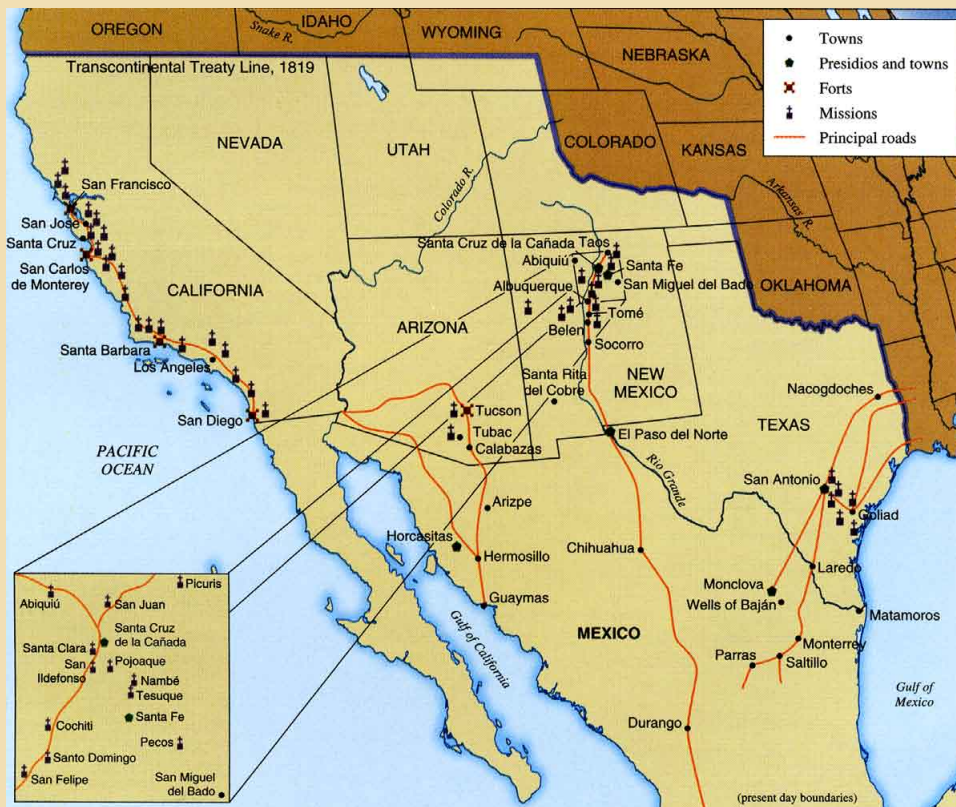 OREGON
IDAHO
Snake R.
WYOMING
NEBRASKA
Transcontinental Treaty Line, 1819
Towns
Presidios and towns
Forts
Missions
Principal roads
NEVADA
UTAH
COLORADO
KANSAS
Colorado R.
Arkansas R.
San Francisco
San José
Santa Cruz
San Carlos
de Monterey
CALIFORNIA
Santa Barbara
Los Angeles
San Diego
PACIFIC
OCEAN
ARIZONA
Santa Cruz de la Cañada
Taos
Abiquiú
Santa Fe
Albuquerque
San Miguel del Bado
Tomé
Belen
Socorro
OKLAHOMA
Santa Rita
del Cobre
NEW
MEXICO
Nacogdoches
TEXAS
Tucson
Tubac
Calabazas
El Paso del Norte
Rio Grande
San Antonio
Goliad
Arizpe
Horcasitas
Hermosillo
Guaymas
Chihuahua
Laredo
Monclova
Wells of Baján
Matamoros
MEXICO
Monterrey
Parras
Saltillo
Gulf of California
Gulf of
Mexico
Durango
Picuris
Abiquiú
San Juan
Santa Cruz
de la Cañada
Santa Clara
San
Ildefonso
Pojoaque
Nambé
Tesuque
Santa Fe
Cochiti
Pecos
Santo Domingo
San Felipe
San Miguel
del Bado
(present day boundaries)